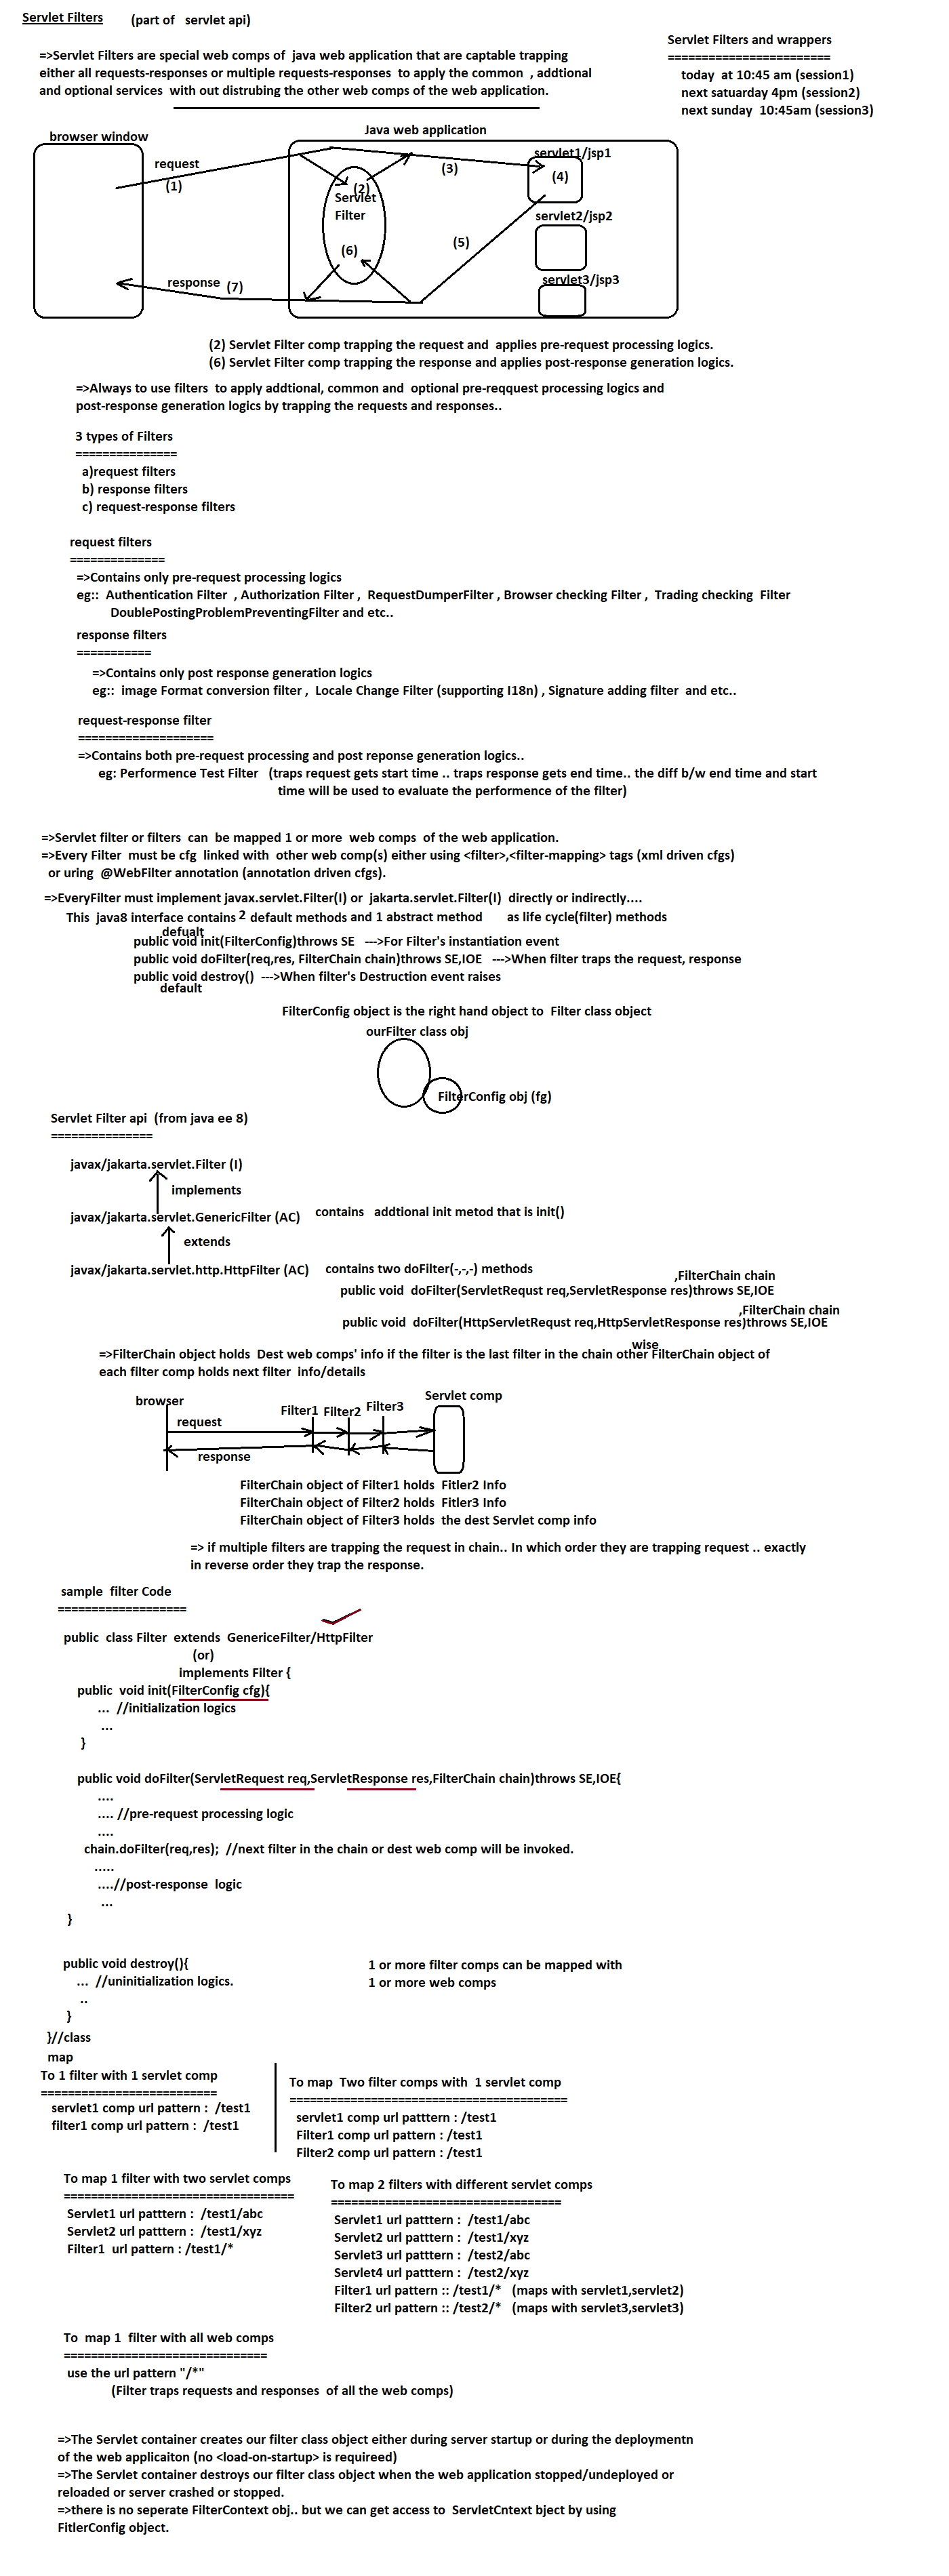 Servlet Filters (part of servlet api)
=>Servlet Filters are special web comps of java web application that are captable trapping
either all requests-responses or multiple requests-responses to apply the common , addtional
and optional services with out distrubing the other web comps of the web application.
Servlet Filters and wrappers
========================
today at 10:45 am (session1)
next satuarday 4pm (session2)
next sunday 10:45am (session3)
browser window
Java web application
request
(1)
(2)
Servlet
Filter
(3)
servlet1/jsp1
(4)
servlet2/jsp2
(5)
(6)
servlet3/jsp3
response (7)
(2) Servlet Filter comp trapping the request and applies pre-request processing logics.
(6) Servlet Filter comp trapping the response and applies post-response generation logics.
=>Always to use filters to apply addtional, common and optional pre-reqquest processing logics and
post-response generation logics by trapping the requests and responses..
3 types of Filters
===============
a)request filters
b) response filters
c) request-response filters
request filters
==============
=>Contains only pre-request processing logics
eg:: Authentication Filter , Authorization Filter , RequestDumperFilter , Browser checking Filter , Trading checking Filter
DoublePostingProblemPreventingFilter and etc..
response filters
===========
=>Contains only post response generation logics
eg:: image Format conversion filter , Locale Change Filter (supporting I18n) , Signature adding filter and etc..
request-response filter
====================
=>Contains both pre-request processing and post reponse generation logics..
eg: Performence Test Filter (traps request gets start time .. traps response gets end time.. the diff b/w end time and start
time will be used to evaluate the performence of the filter)
=>Servlet filter or filters can be mapped 1 or more web comps of the web application.
=>Every Filter must be cfg linked with other web comp(s) either using <filter>,<filter-mapping> tags (xml driven cfgs)
or uring @WebFilter annotation (annotation driven cfgs).
=>EveryFilter must implement javax.servlet.Filter(I) or jakarta.servlet.Filter(I) directly or indirectly....
This java8 interface contains 2 default methods and 1 abstract method as life cycle(filter) methods
defualt
public void init(FilterConfig)throws SE --->For Filter's instantiation event
public void doFilter(req,res, FilterChain chain)throws SE,IOE --->When filter traps the request, response
public void destroy() --->When filter's Destruction event raises
default
FilterConfig object is the right hand object to Filter class object
ourFilter class obj
FilterConfig obj (fg)
Servlet Filter api (from java ee 8)
===============
javax/jakarta.servlet.Filter (I)
implements
javax/jakarta.servlet.GenericFilter (AC) contains addtional init metod that is init()
extends
javax/jakarta.servlet.http.HttpFilter (AC) contains two doFilter(-,-,-) methods
,FilterChain chain
public void doFilter(ServletRequst req,ServletResponse res)throws SE,IOE
,FilterChain chain
public void doFilter(HttpServletRequst req,HttpServletResponse res)throws SE,IOE
wise
=>FilterChain object holds Dest web comps' info if the filter is the last filter in the chain other FilterChain object of
each filter comp holds next filter info/details
browser
Filter1 Filter2 Filter3
Servlet comp
request
response
FilterChain object of Filter1 holds Fitler2 Info
FilterChain object of Filter2 holds Fitler3 Info
FilterChain object of Filter3 holds the dest Servlet comp info
=> if multiple filters are trapping the request in chain.. In which order they are trapping request .. exactly
in reverse order they trap the response.
sample filter Code
===================
public class Filter extends GenericeFilter/HttpFilter
(or)
implements Filter {
public void init(FilterConfig cfg){
... //initialization logics
...
}
public void doFilter(ServletRequest req,ServletResponse res,FilterChain chain)throws SE,IOE{
....
.... //pre-request processing logic
....
chain.doFilter(req,res); //next filter in the chain or dest web comp will be invoked.
.....
....//post-response logic
...
}
public void destroy(){
... //uninitialization logics.
..
}
}//class
1 or more filter comps can be mapped with
1 or more web comps
map
To 1 filter with 1 servlet comp
==========================
servlet1 comp url pattern : /test1
filter1 comp url pattern : /test1
To map Two filter comps with 1 servlet comp
=========================================
servlet1 comp url patttern : /test1
Filter1 comp url pattern : /test1
Filter2 comp url pattern : /test1
To map 1 filter with two servlet comps
==================================
Servlet1 url patttern : /test1/abc
Servlet2 url patttern : /test1/xyz
Filter1 url pattern : /test1/*
To map 2 filters with different servlet comps
==================================
Servlet1 url patttern : /test1/abc
Servlet2 url patttern : /test1/xyz
Servlet3 url patttern : /test2/abc
Servlet4 url patttern : /test2/xyz
Filter1 url pattern :: /test1/* (maps with servlet1,servlet2)
Filter2 url pattern :: /test2/* (maps with servlet3,servlet3)
To map 1 filter with all web comps
==============================
use the url pattern "/*"
(Filter traps requests and responses of all the web comps)
=>The Servlet container creates our filter class object either during server startup or during the deploymentn
of the web applicaiton (no <load-on-startup> is requireed)
=>The Servlet container destroys our filter class object when the web application stopped/undeployed or
reloaded or server crashed or stopped.
=>there is no seperate FilterContext obj.. but we can get access to ServletCntext bject by using
FitlerConfig object.